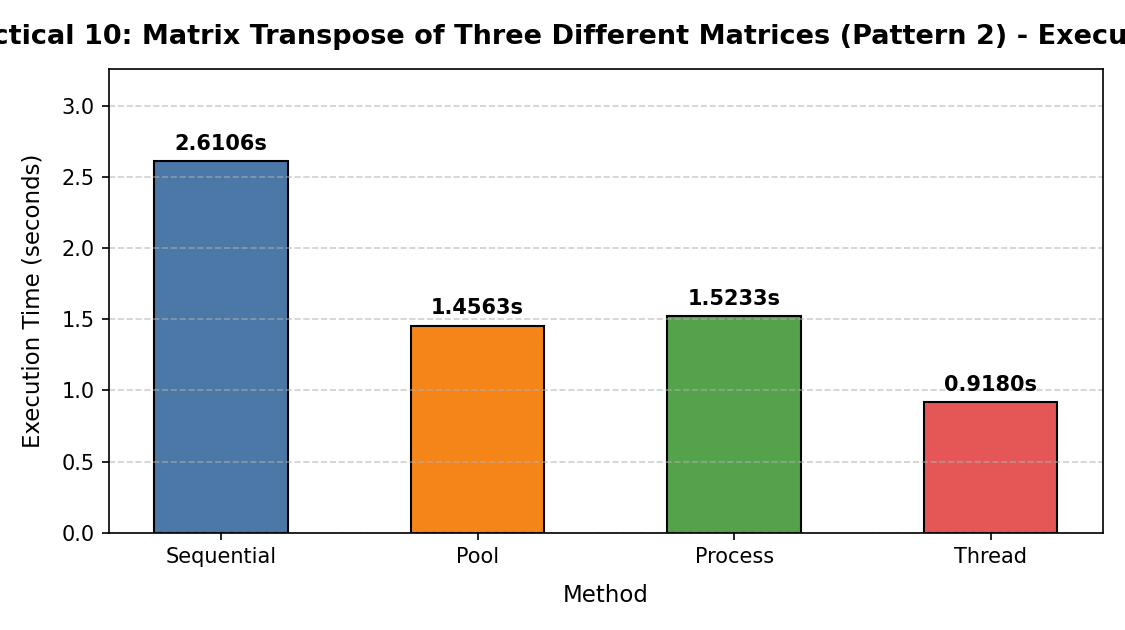 ctical 10: Matrix Transpose of Three Different Matrices (Pattern 2) - Execu
3.0
2.5
2.0
1.5
1.0
0.5
0.0
Execution Time (seconds)
2.6106s
1.4563s
1.5233s
0.9180s
Sequential
Pool
Process
Thread
Method